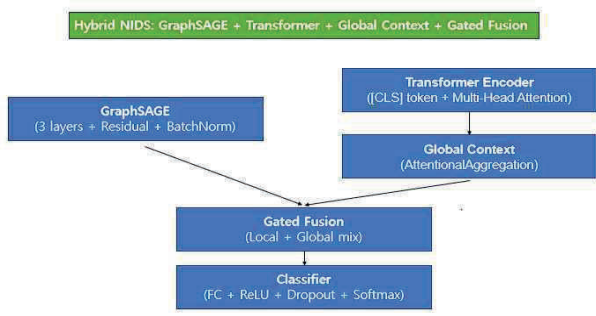 Hybrid NIDS: GraphSAGE + Transformer + Global Context + Gated Fusion
Transformer Encoder
([CLS] token + Multi-Head Attention)
GraphSAGE
(3 layers + Residual + BatchNorm)
Global Context
(AttentionalAggregation)
Gated Fusion
(Local + Global mix)
Classifier
(FC + ReLU + Dropout + Softmax)